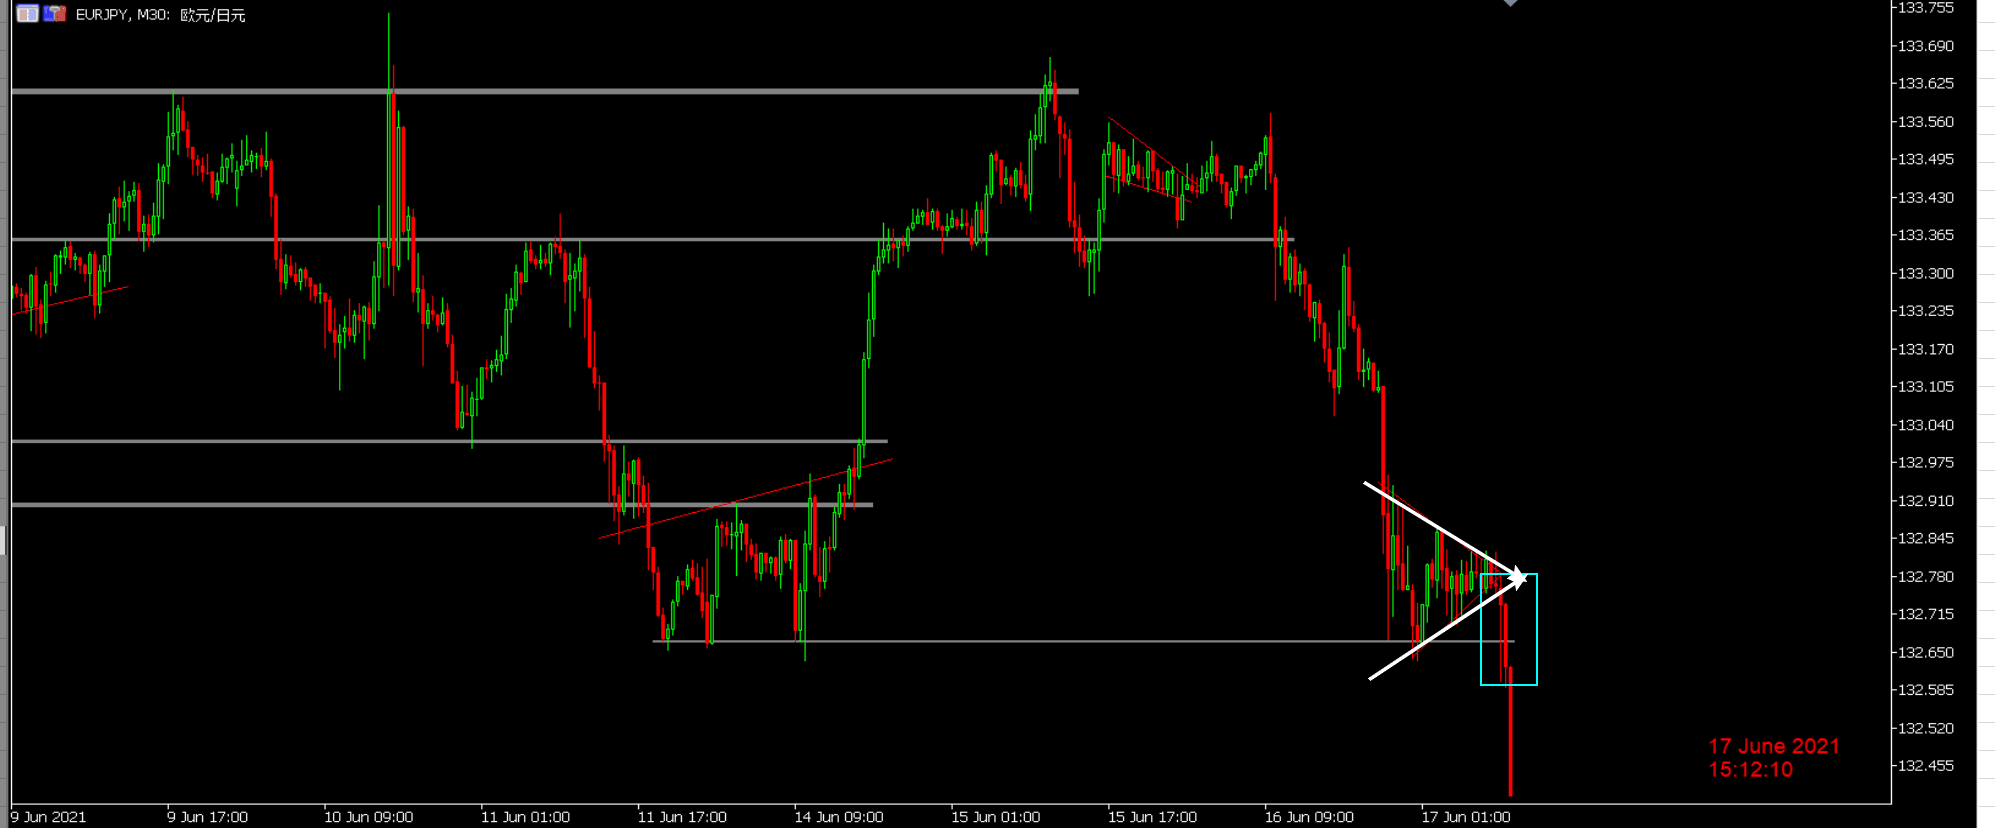 EURJPY, M30: 欧元/日元
133.755
133.690
133.625
133.560
133.495
133.430
133.365
133.300
133.235
133.170
133.105
133.040
132.975
132.910
132.845
132.780
132.715
132.650
132.585
132.520
132.455
17 June 2021
15:12:10
9 Jun 2021
9 Jun 17:00
10 Jun 09:00
11 Jun 01:00
11 Jun 17:00
14 Jun 09:00
15 Jun 01:00
15 Jun 17:00
16 Jun 09:00
17 Jun 01:00